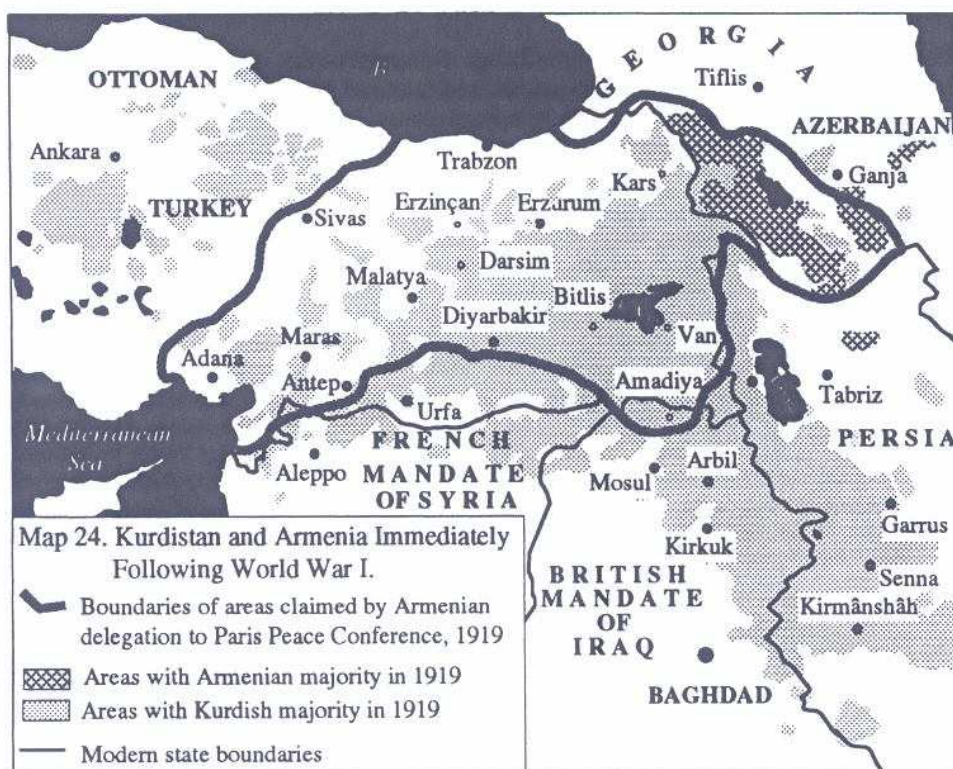 GEORGIA
Tiflis
OTTOMAN
AZERBAIJAN
Ankara
Trabzon
Ganja
Kars
TURKEY
Sivas
Erzinçan
Erzurum
Darsim
Malatya
Bitlis
Diyarbakir
Van
Maras
Adana
Antep
Amadiya
Tabriz
Urfa
Mediterranean
Sea
FRENCH
MANDATE
OF SYRIA
PERSIA
Aleppo
Mosul
Arbil
Garrus
Kirkuk
Senna
BRITISH
MANDATE
OF
IRAQ
Kirmânshâh
BAGHDAD
Map 24. Kurdistan and Armenia Immediately
Following World War I.
Boundaries of areas claimed by Armenian
delegation to Paris Peace Conference, 1919
Areas with Armenian majority in 1919
Areas with Kurdish majority in 1919
Modern state boundaries